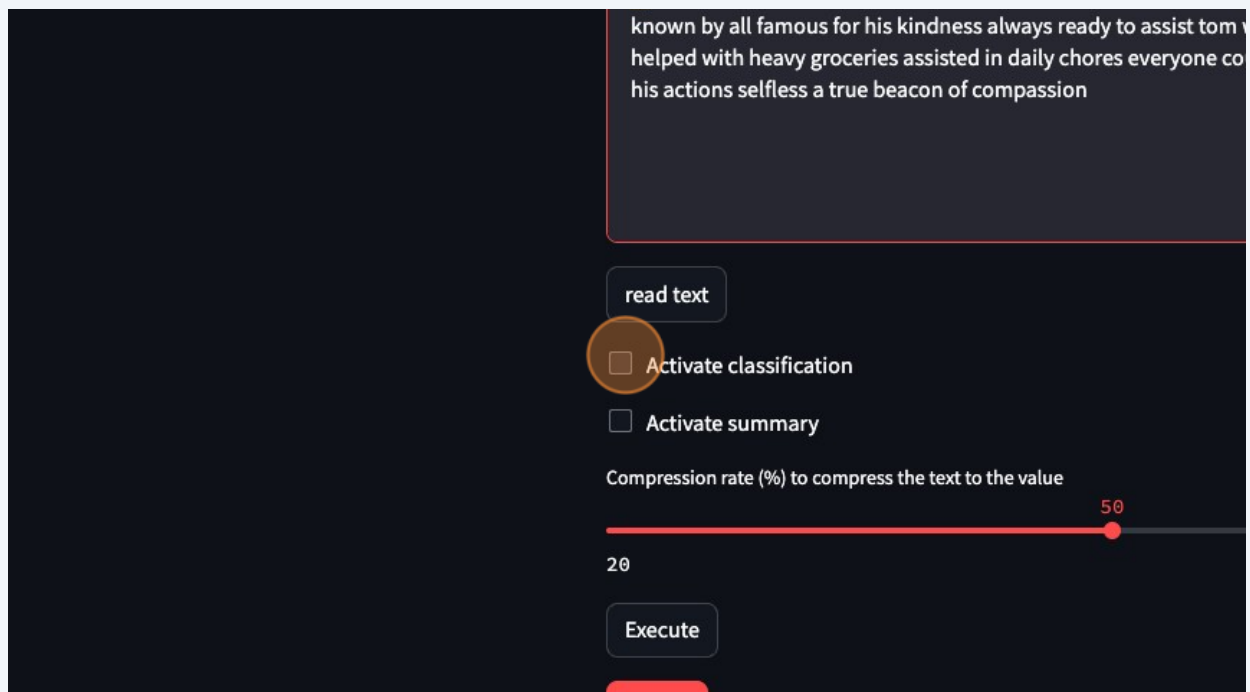 known by all famous for his kindness always ready to assist tom
helped with heavy groceries assisted in daily chores everyone co
his actions selfless a true beacon of compassion
read text
Activate classification
Activate summary
Compression rate (%) to compress the text to the value
50
20
Execute